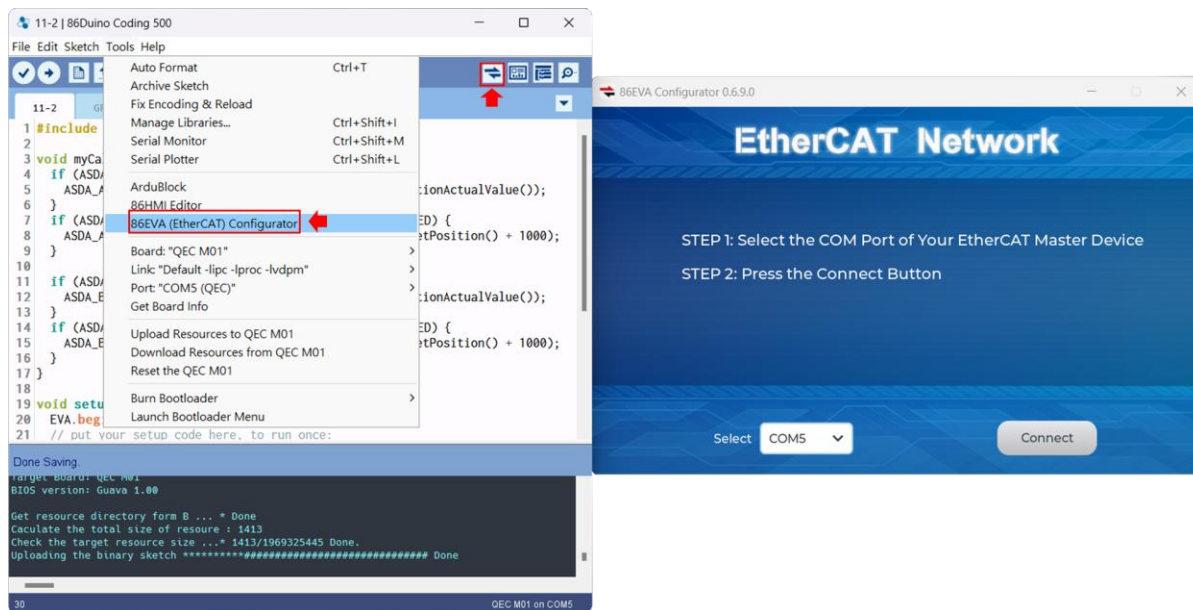 11-2 | 86Duino Coding 500
File Edit Sketch Tools Help
Auto Format Ctrl+T
Archive Sketch
Fix Encoding & Reload
Manage Libraries... Ctrl+Shift+I
Serial Monitor Ctrl+Shift+M
Serial Plotter Ctrl+Shift+L
ArduBlock
86HMI Editor
86EVA (EtherCAT) Configurator
Board: "QEC M01"
Link: "Default -lipc -lproc -lvdpm"
Port: "COM5 (QEC)"
Get Board Info
Upload Resources to QEC M01
Download Resources from QEC M01
Reset the QEC M01
Burn Bootloader
Launch Bootloader Menu
11-2
1 #include
2
3 void myCa
4 if (ASDA
5 ASDA_A tionActualValue());
6 }
7 if (ASDA ED) {
8 ASDA_A etPosition() + 1000);
9 }
10
11 if (ASDA
12 ASDA_B tionActualValue());
13 }
14 if (ASDA ED) {
15 ASDA_B etPosition() + 1000);
16 }
17 }
18
19 void setu
20 EVA.beg
21 // put your setup code here, to run once:
Done Saving.
Target Board: QEC M01
BIOS version: Guava 1.00
Get resource directory form B ... * Done
Caculate the total size of resoure : 1413
Check the target resource size ...* 1413/1969325445 Done.
Uploading the binary sketch **********############################## Done
30 QEC M01 on COM5
86EVA Configurator 0.6.9.0
EtherCAT Network
STEP 1: Select the COM Port of Your EtherCAT Master Device
STEP 2: Press the Connect Button
Select COM5 Connect